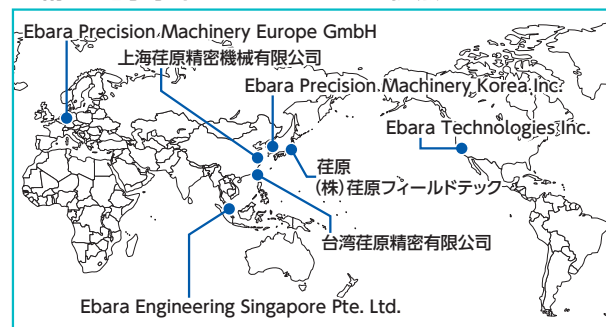 Ebara Precision Machinery Europe GmbH
上海荏原精密機械有限公司
Ebara Precision Machinery Korea Inc.
Ebara Technologies Inc.
荏原
（株）荏原フィールドテック
台湾荏原精密有限公司
Ebara Engineering Singapore Pte. Ltd.